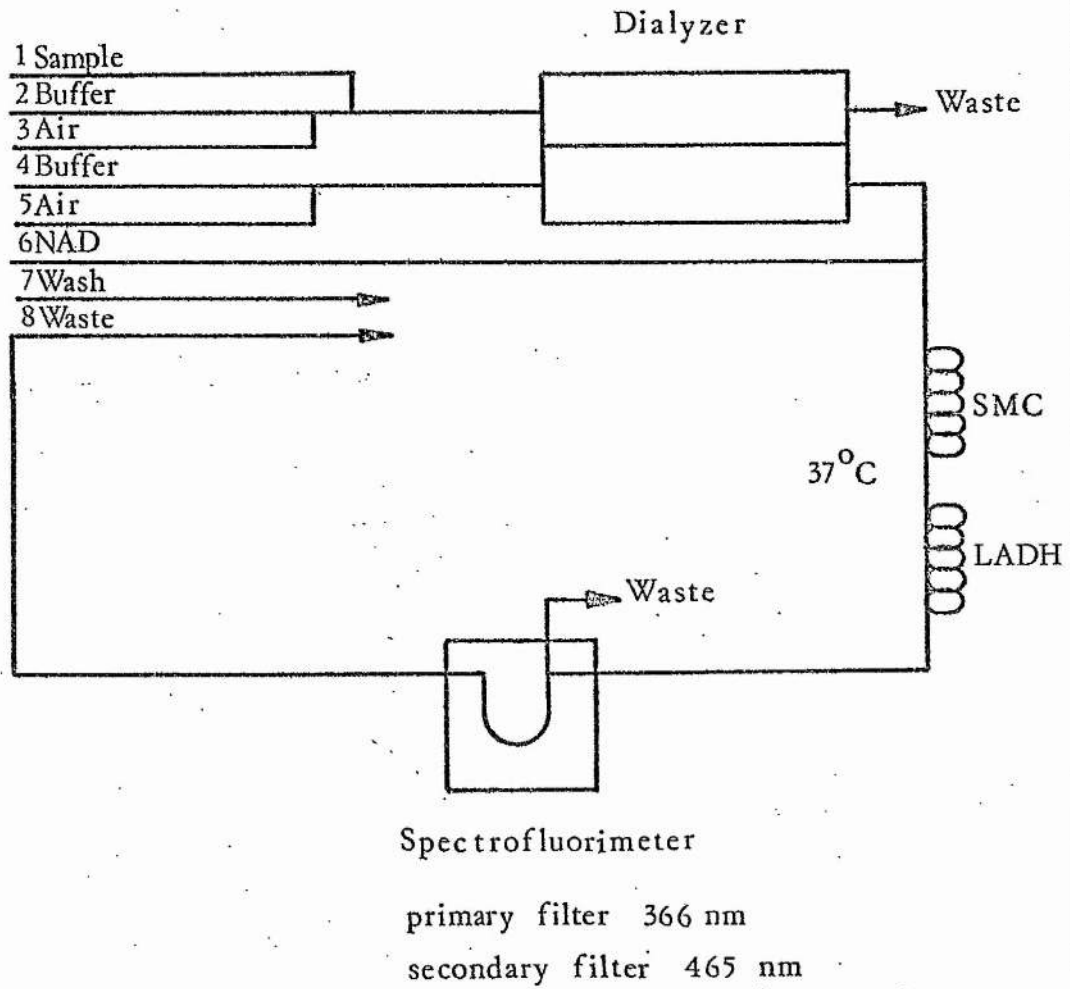 Dialyzer
1 Sample
2 Buffer
3 Air
4 Buffer
5 Air
6 NAD
7 Wash
8 Waste
Waste
SMC
37°C
LADH
Waste
Spectrofluorimeter
primary filter 366 nm
secondary filter 465 nm